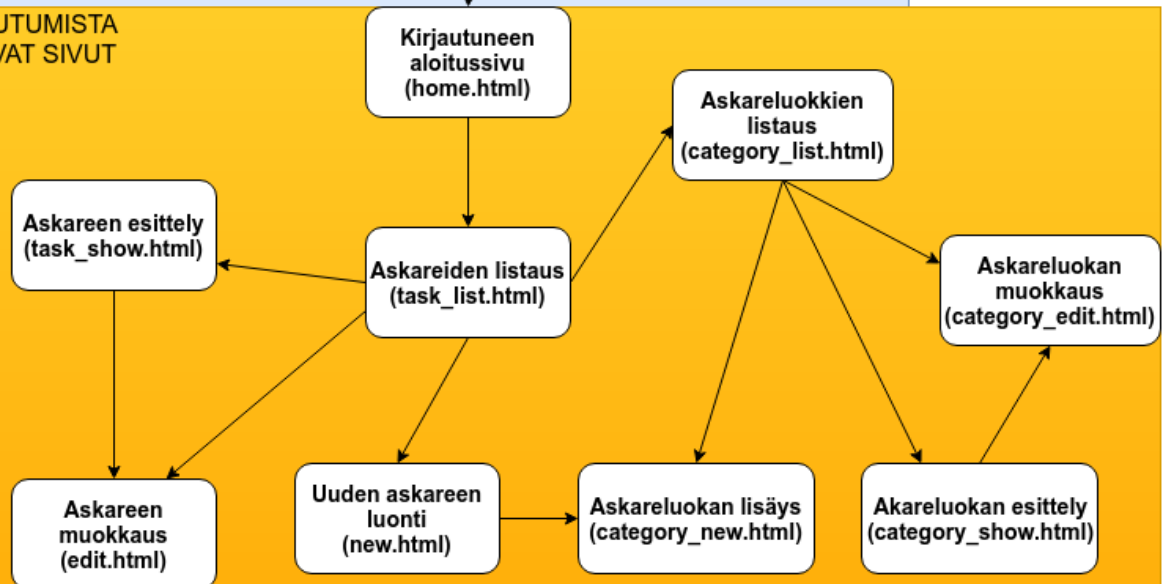 UTUMISTA
VAT SIVUT
Kirjautuneen
aloitussivu
(home.html)
Askareluokkien
listaus
(category_list.html)
Askareen esittely
(task_show.html)
Askareiden listaus
(task_list.html)
Askareluokan
muokkaus
(category_edit.html)
Askareen
muokkaus
(edit.html)
Uuden askareen
luonti
(new.html)
Askareluokan lisäys
(category_new.html)
Akareluokan esittely
(category_show.html)